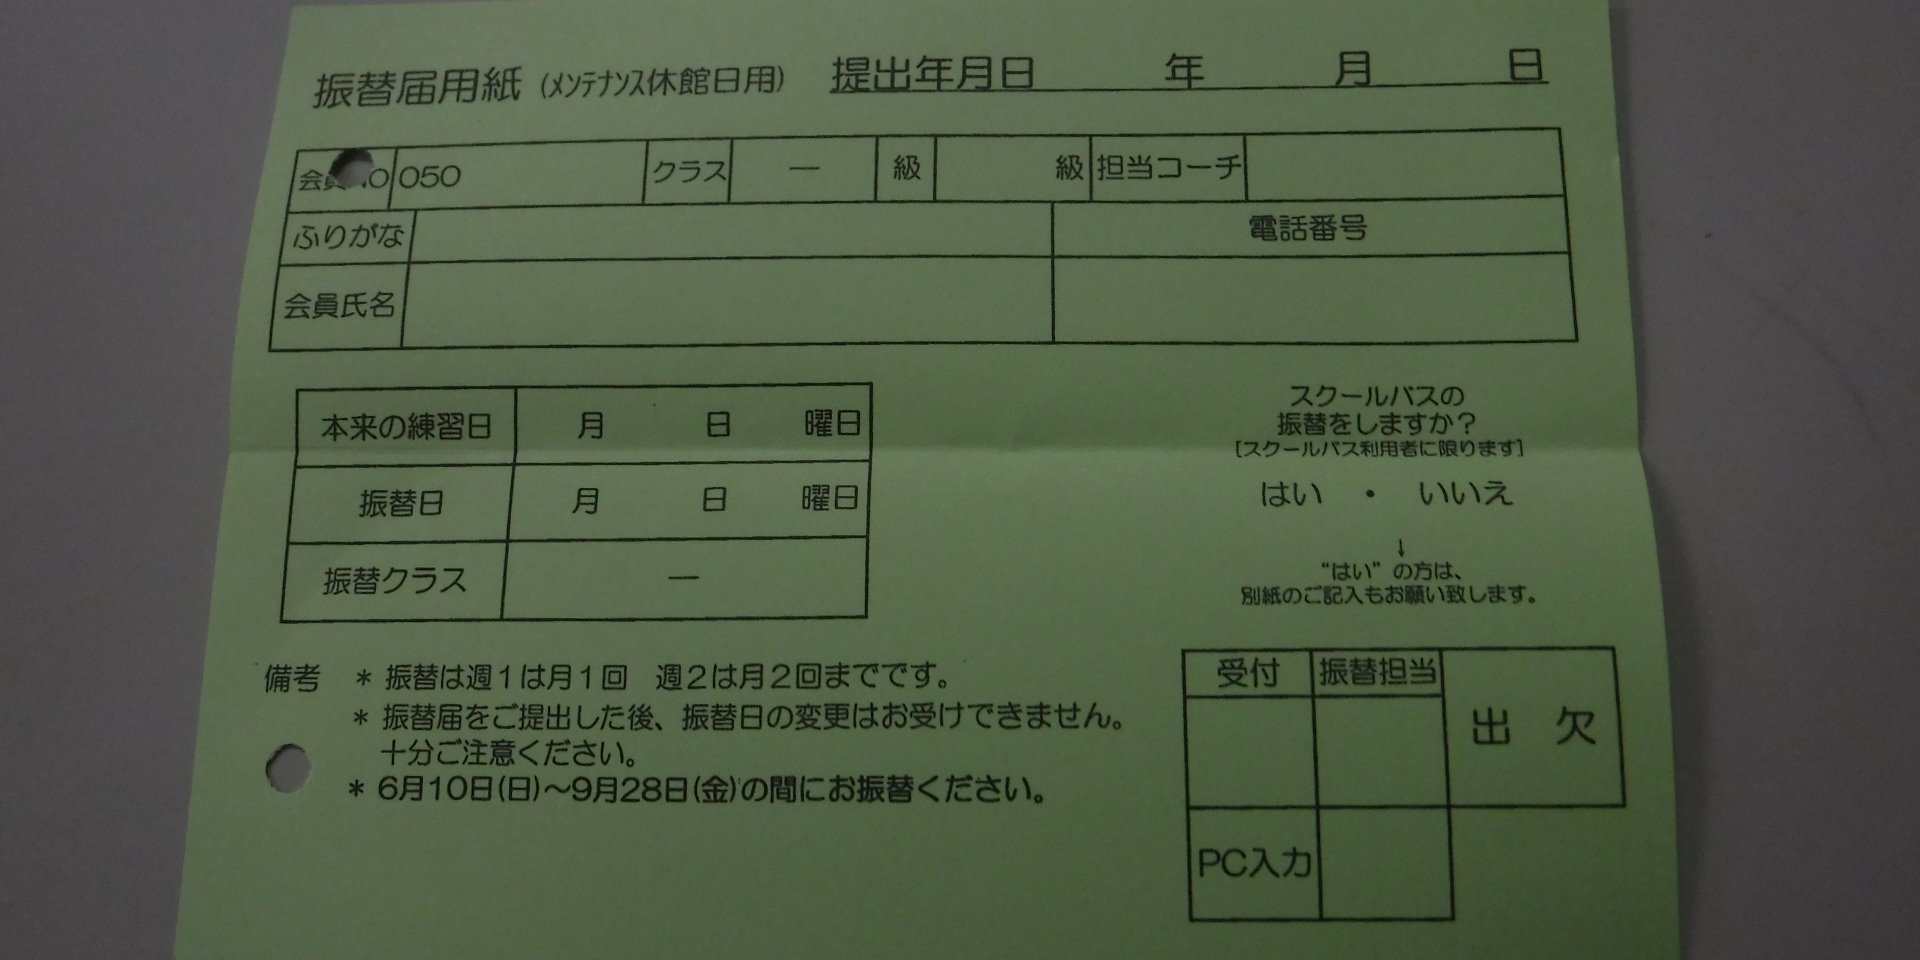 振替届用紙 (ﾒﾝﾃﾅﾝｽ休館日用) 提出年月日 年 月 日
050 クラス ― 級 級 担当コーチ
ふりがな 電話番号
会員氏名
本来の練習日 月 日 曜日
振替日 月 日 曜日
振替クラス ―
スクールバスの
振替をしますか?
[スクールバス利用者に限ります]
はい ・ いいえ
↓
“はい” の方は、
別紙のご記入もお願い致します。
備考 * 振替は週1は月1回 週2は月2回までです。
* 振替届をご提出した後、振替日の変更はお受けできません。
十分ご注意ください。
* 6月10日(日)～9月28日(金)の間にお振替ください。
受付 振替担当 出 欠
PC入力